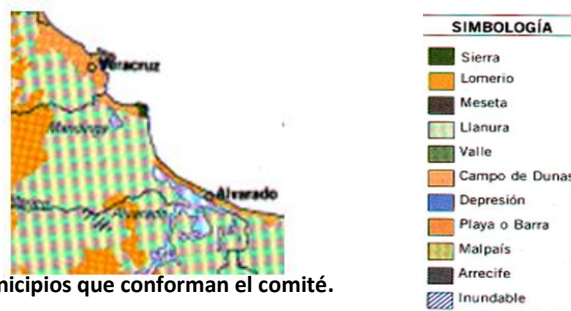 Veracruz
Mandinga
Alvarado
Alvarado
nicipios que conforman el comité.
SIMBOLOGÍA
Sierra
Lomerio
Meseta
Llanura
Valle
Campo de Dunas
Depresión
Playa o Barra
Malpaís
Arrecife
Inundable